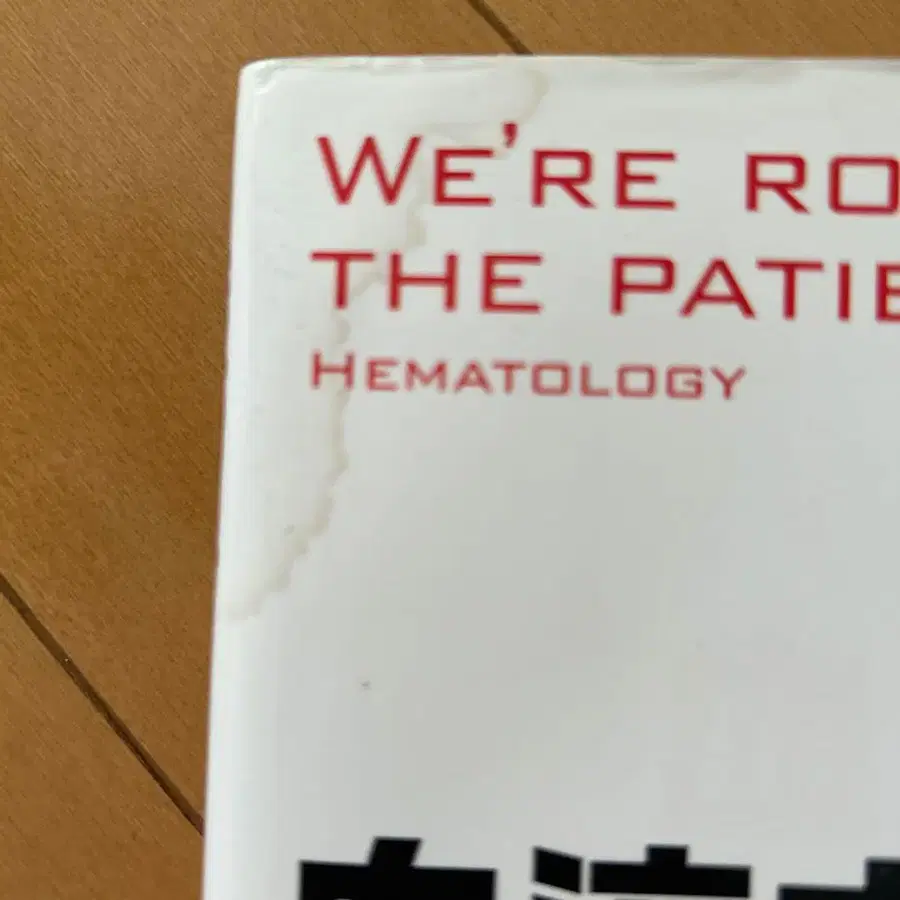 WE'RE RO
THE PATIE
HEMATOLOGY